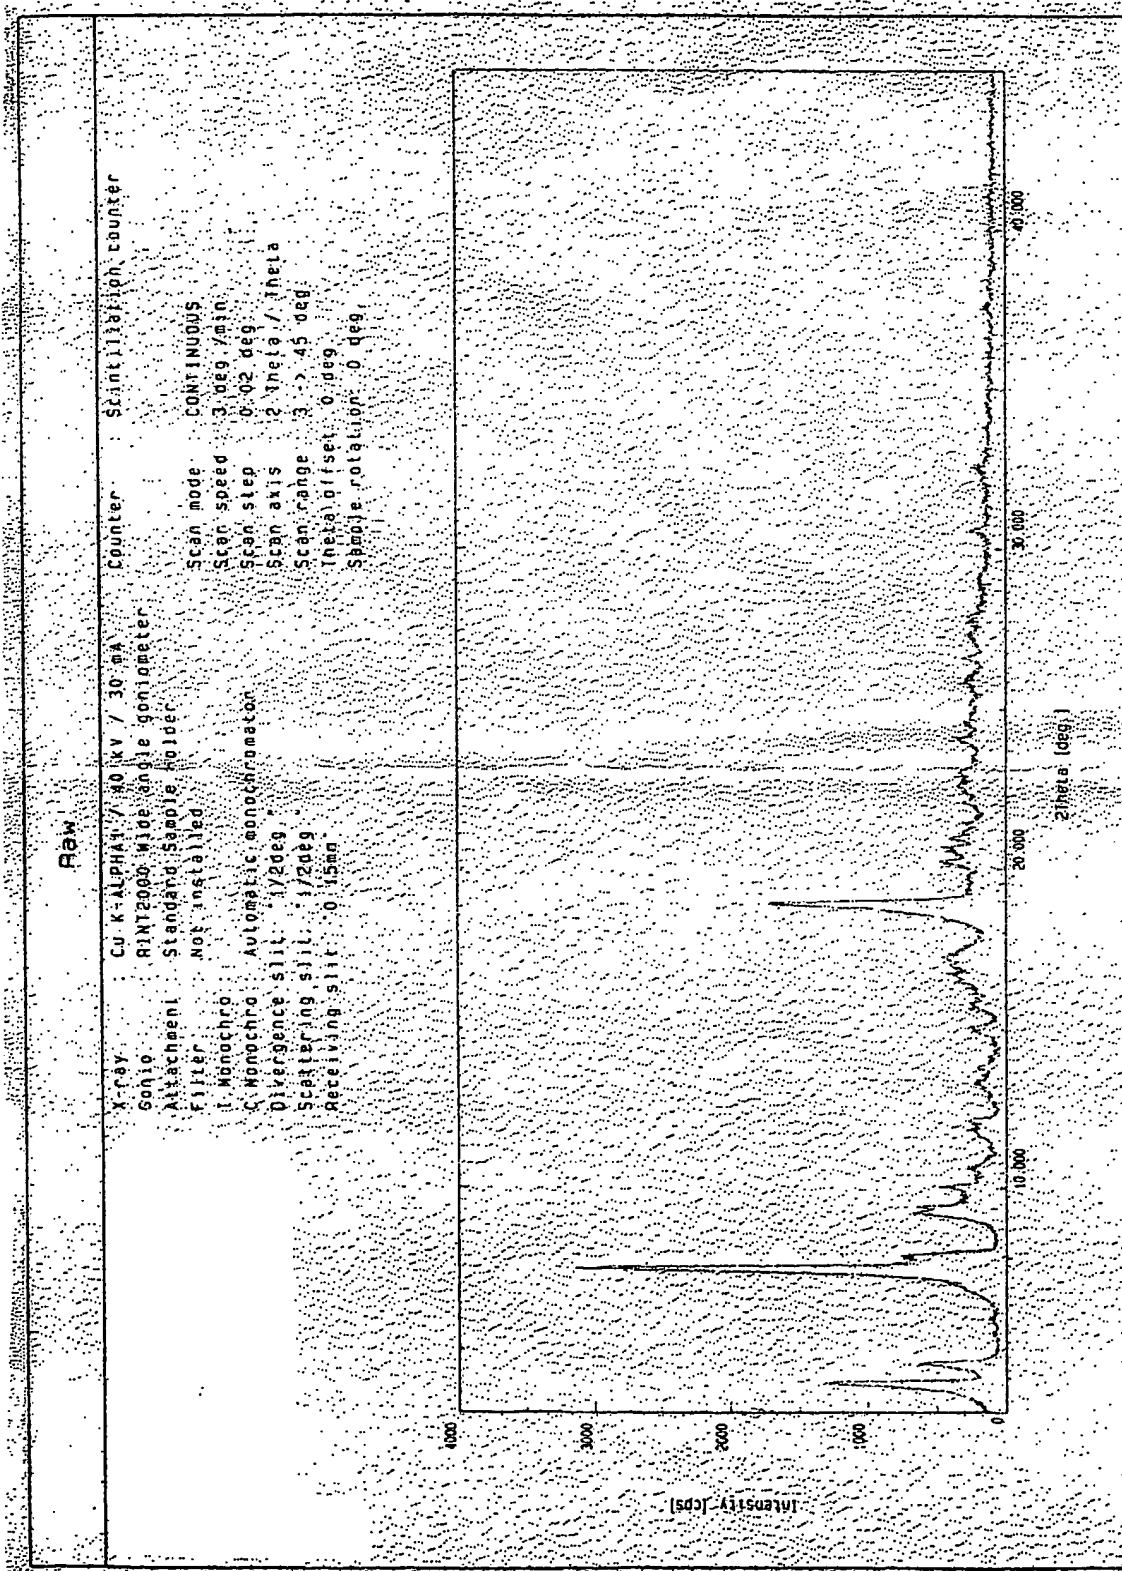 Raw
X-ray : Cu K-ALPHA1 / 40 kV / 30 mA
Gonio : RINT2000 Wide angle goniometer
Attachment : Standard Sample Holder
Filter : Not installed
I. Monochro :
C. Monochro : Automatic monochromator
Divergence slit : 1/2deg.
Scattering slit : 1/2deg.
Receiving slit : 0.15mm
Counter : Scintillation counter
Scan mode : CONTINUOUS
Scan speed : 3 deg /min
Scan step : 0.02 deg
Scan axis : 2 Theta / Theta
Scan range : 3 -> 45 deg
Theta offset : 0 deg
Sample rotation : 0 deg.
Intensity [cps]
4000
3000
2000
1000
0
10.000
20.000
30.000
40.000
2Theta [deg.]